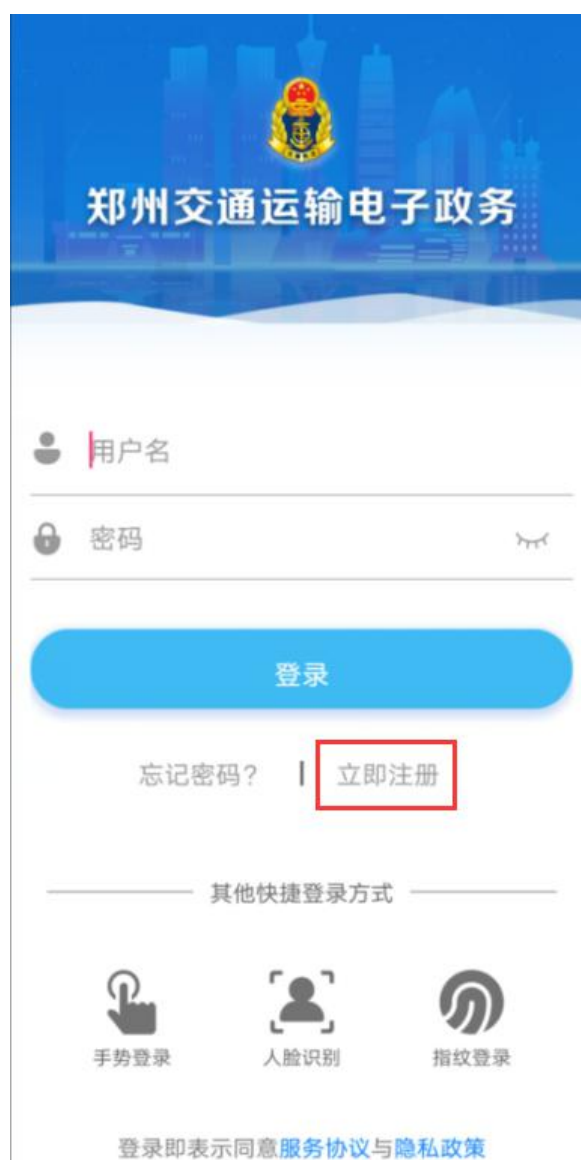 郑州交通运输电子政务
用户名
密码
登录
忘记密码? | 立即注册
其他快捷登录方式
手势登录 人脸识别 指纹登录
登录即表示同意服务协议与隐私政策